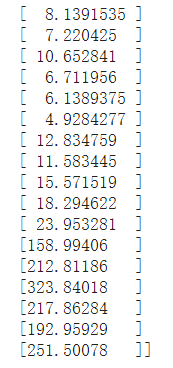 [  8.1391535 ]
[  7.220425  ]
[ 10.652841  ]
[  6.711956  ]
[  6.1389375 ]
[  4.9284277 ]
[ 12.834759  ]
[ 11.583445  ]
[ 15.571519  ]
[ 18.294622  ]
[ 23.953281  ]
[158.99406   ]
[212.81186   ]
[323.84018   ]
[217.86284   ]
[192.95929   ]
[251.50078   ]]